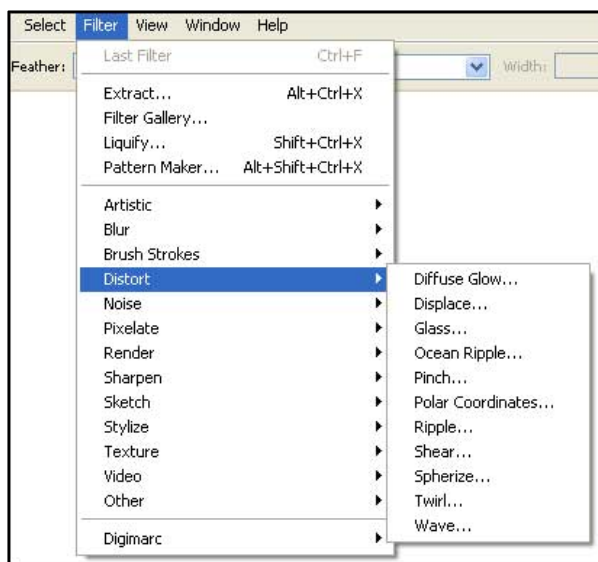 Select Filter View Window Help
Feather: Width:
Last Filter Ctrl+F
Extract... Alt+Ctrl+X
Filter Gallery...
Liquify... Shift+Ctrl+X
Pattern Maker... Alt+Shift+Ctrl+X
Artistic
Blur
Brush Strokes
Distort
Noise
Pixelate
Render
Sharpen
Sketch
Stylize
Texture
Video
Other
Digimarc
Diffuse Glow...
Displace...
Glass...
Ocean Ripple...
Pinch...
Polar Coordinates...
Ripple...
Shear...
Spherize...
Twirl...
Wave...